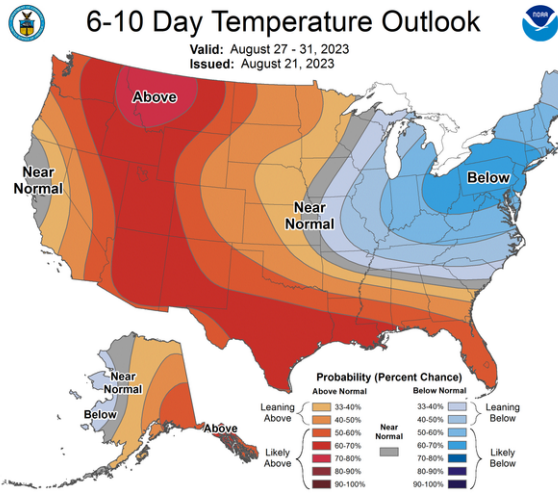 6-10 Day Temperature Outlook
NOAA
Valid: August 27 - 31, 2023
Issued: August 21, 2023
Above
Near
Normal
Near
Normal
Below
Near
Normal
Below
Above
Probability (Percent Chance)
Above Normal
Below Normal
Leaning
Above
33-40%
40-50%
Likely
Above
50-60%
60-70%
70-80%
80-90%
90-100%
Near
Normal
33-40%
40-50%
Leaning
Below
50-60%
60-70%
70-80%
80-90%
90-100%
Likely
Below